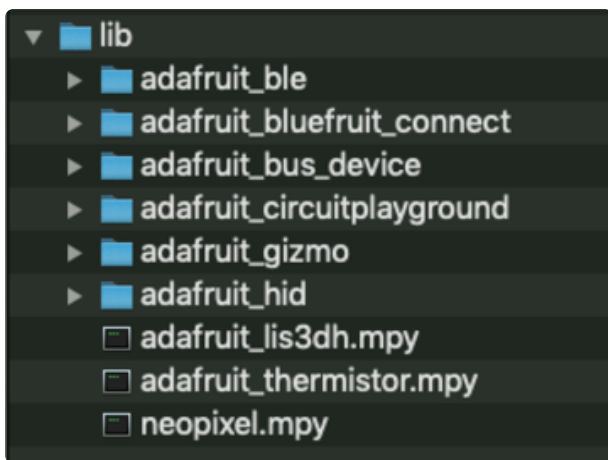 lib
adafruit_ble
adafruit_bluefruit_connect
adafruit_bus_device
adafruit_circuitplayground
adafruit_gizmo
adafruit_hid
adafruit_lis3dh.mpy
adafruit_thermistor.mpy
neopixel.mpy